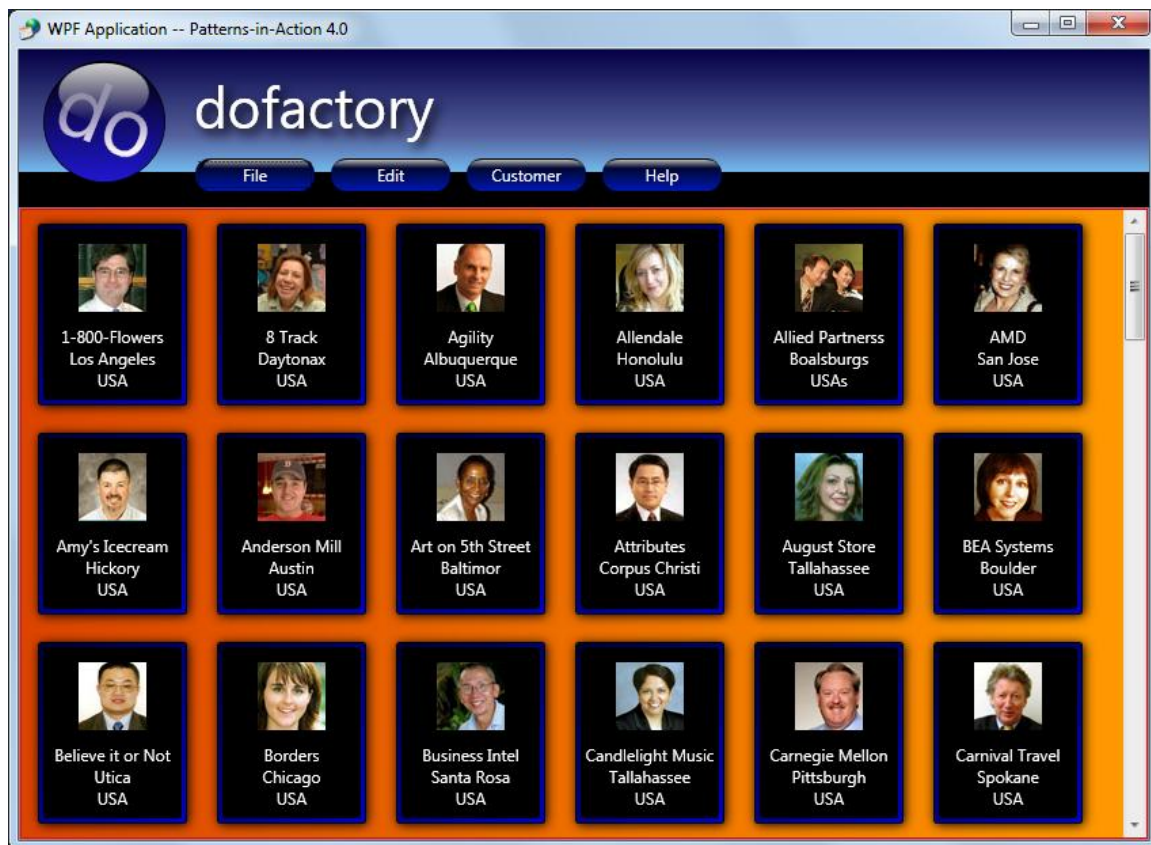 WPF Application -- Patterns-in-Action 4.0
do
dofactory
File Edit Customer Help
1-800-Flowers
Los Angeles
USA
8 Track
Daytonax
USA
Agility
Albuquerque
USA
Allendale
Honolulu
USA
Allied Partnerss
Boalsburgs
USAs
AMD
San Jose
USA
Amy's Icecream
Hickory
USA
Anderson Mill
Austin
USA
Art on 5th Street
Baltimor
USA
Attributes
Corpus Christi
USA
August Store
Tallahassee
USA
BEA Systems
Boulder
USA
Believe it or Not
Utica
USA
Borders
Chicago
USA
Business Intel
Santa Rosa
USA
Candlelight Music
Tallahassee
USA
Carnegie Mellon
Pittsburgh
USA
Carnival Travel
Spokane
USA